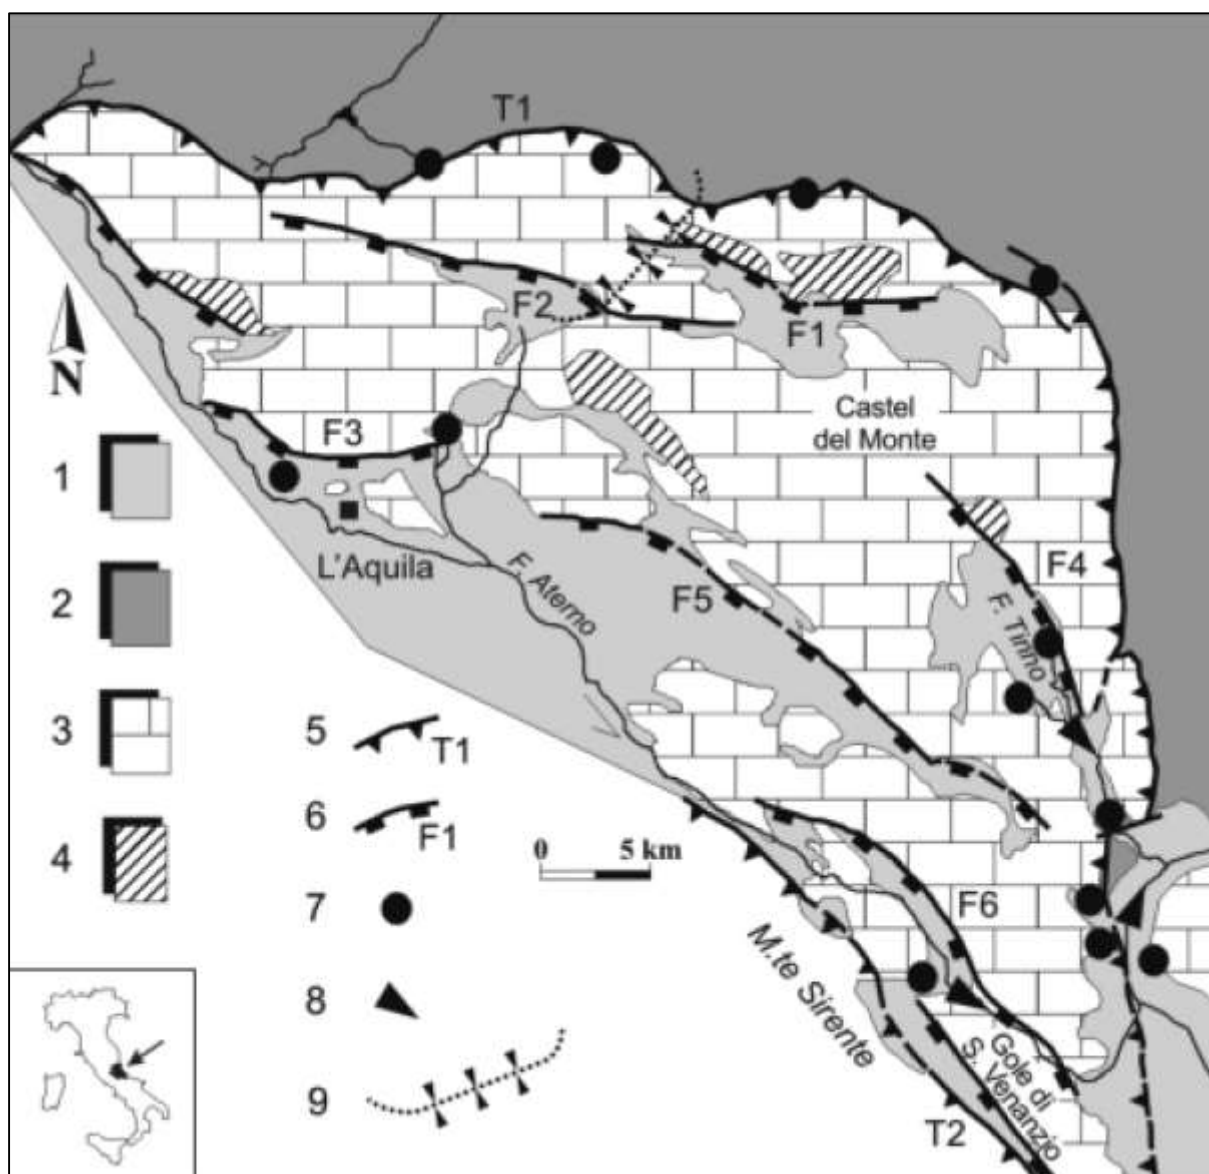 T1
F2
F1
N
Castel
del Monte
F3
1
L'Aquila
F. Aterno
F4
2
F5
F. Tirino
3
5
T1
6
F1
0 5 km
4
F6
7
M.te Sirente
8
Gole di
S. Venanzio
9
T2